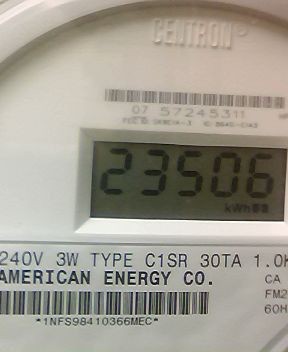 CENTRON®
07 57245311
23506
kWh
240V 3W TYPE C1SR 30TA 1.0K
AMERICAN ENERGY CO.
CA
FM2
60H
*1NFS98410366MEC*